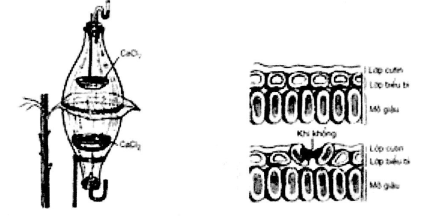 CaCl₂
CaCl₂
Lớp cutin
Lớp biểu bì
Mô giậu
Khí khổng
Lớp cutin
Lớp biểu bì
Mô giậu